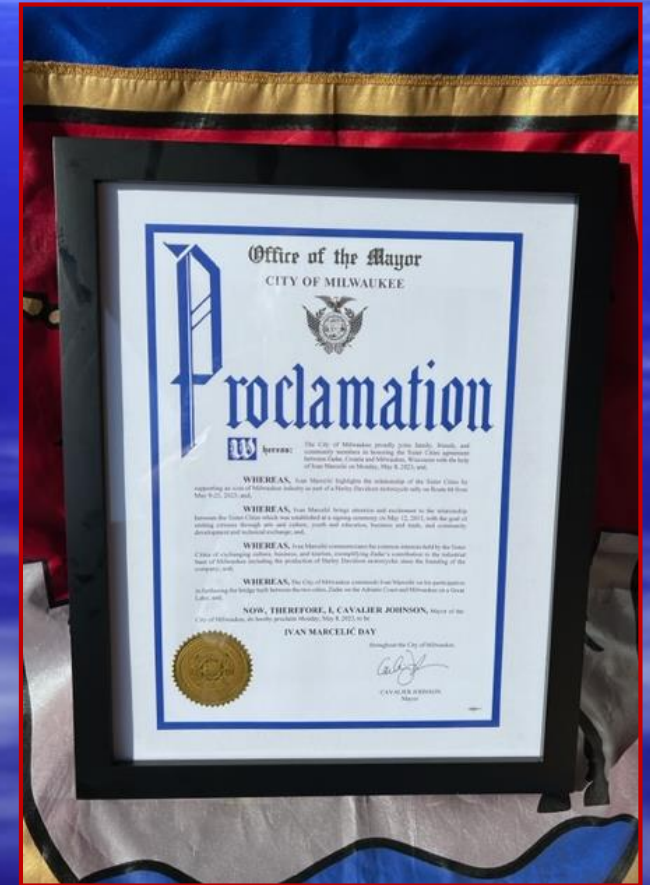 Office of the Mayor
CITY OF MILWAUKEE
Proclamation
Whereas: The City of Milwaukee proudly joins family, friends, and
community members in honoring the Sister Cities agreement
between Zadar, Croatia and Milwaukee, Wisconsin with the help
of Ivan Marcelić on Monday, May 8, 2023; and,
WHEREAS, Ivan Marcelić highlights the relationship of the Sister Cities by
supporting an icon of Milwaukee industry as part of a Harley Davidson motorcycle rally on Route 66 from
May 9-25, 2023; and,
WHEREAS, Ivan Marcelić brings attention and excitement to the relationship
between the Sister Cities which was established at a signing ceremony on May 12, with the goal of
uniting citizens through arts and culture, youth and education, business and trade, and community
development and technical exchange; and,
WHEREAS, Ivan Marcelić communicates the common interests held by the Sister
Cities of exchanging culture, business, and tourism, exemplifying Zadar's contribution to the industrial
base of Milwaukee including the production of Harley Davidson motorcycles since the founding of the
company; and,
WHEREAS, The City of Milwaukee commends Ivan Marcelić on his participation
in furthering the bridge built between the two cities, Zadar on the Adriatic Coast and Milwaukee on a Great
Lake; and,
NOW, THEREFORE, I, CAVALIER JOHNSON, Mayor of the
City of Milwaukee, do hereby proclaim Monday, May 8, 2023, to be
IVAN MARCELIĆ DAY
throughout the City of Milwaukee.
CAVALIER JOHNSON
Mayor